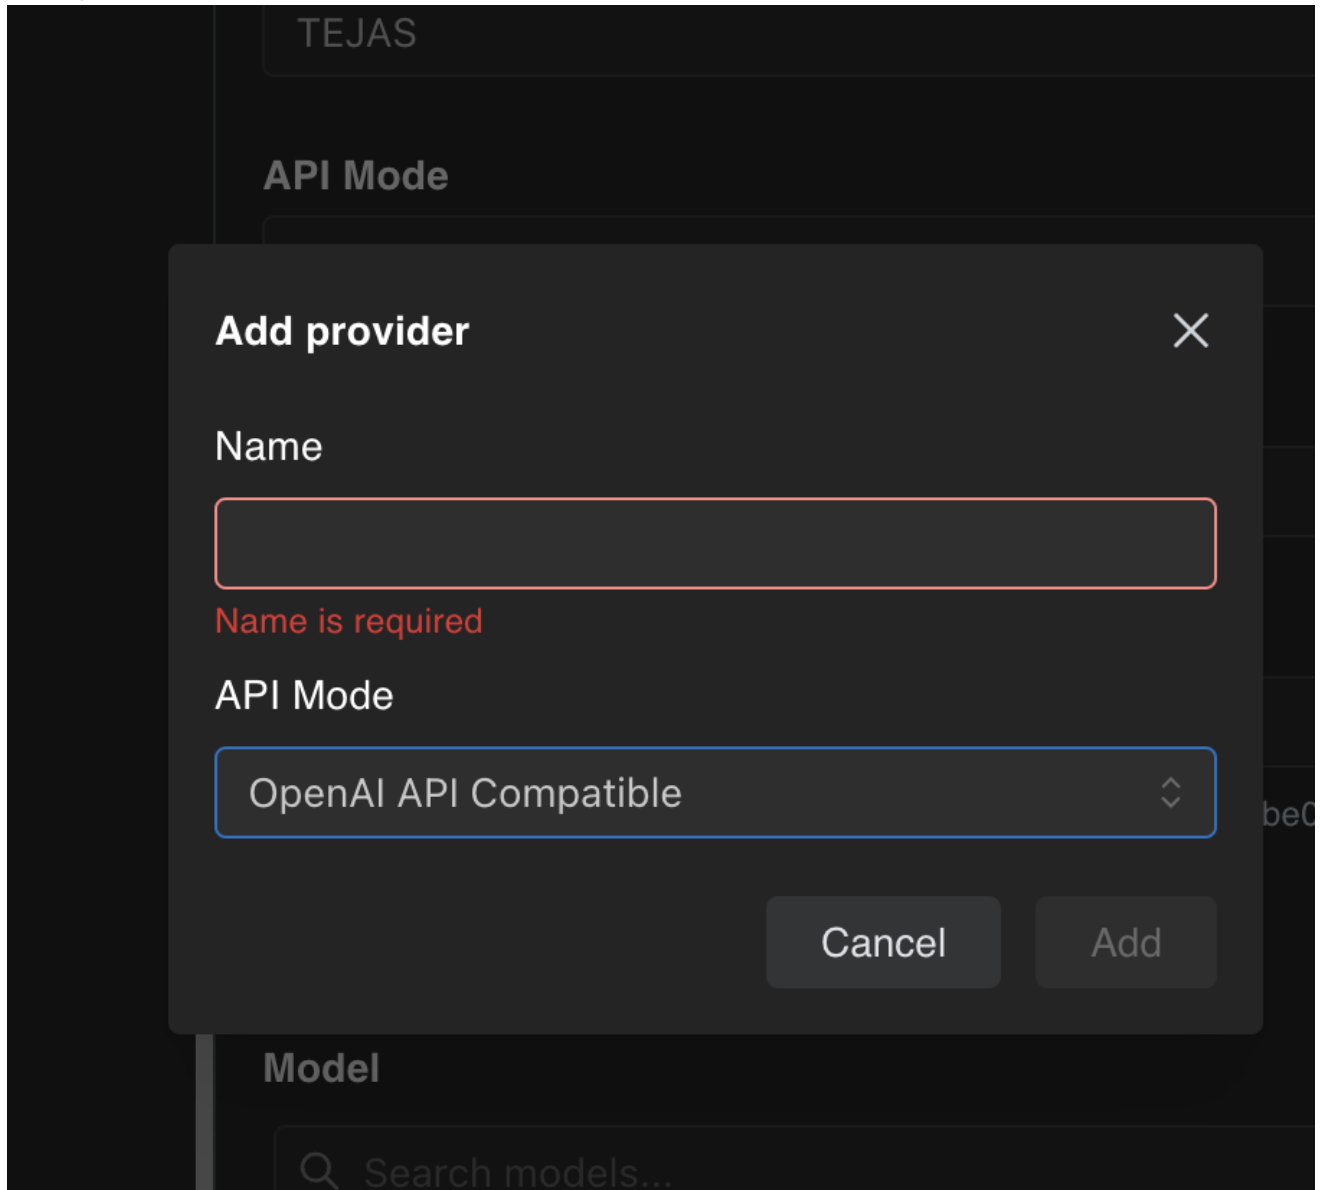 TEJAS
API Mode
Add provider
Name
Name is required
API Mode
OpenAI API Compatible
be0
Cancel
Add
Model
Search models...